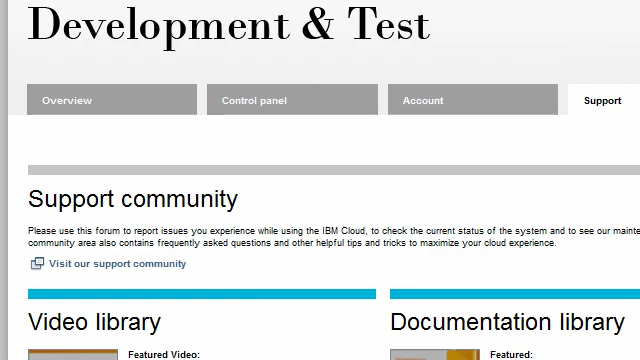 Development & Test
Overview
Control panel
Account
Support
Support community
Please use this forum to report issues you experience while using the IBM Cloud, to check the current status of the system and to see our
community area also contains frequently asked questions and other helpful tips and tricks to maximize your cloud experience.
Visit our support community
Video library
Documentation library
Featured Video:
Featured: